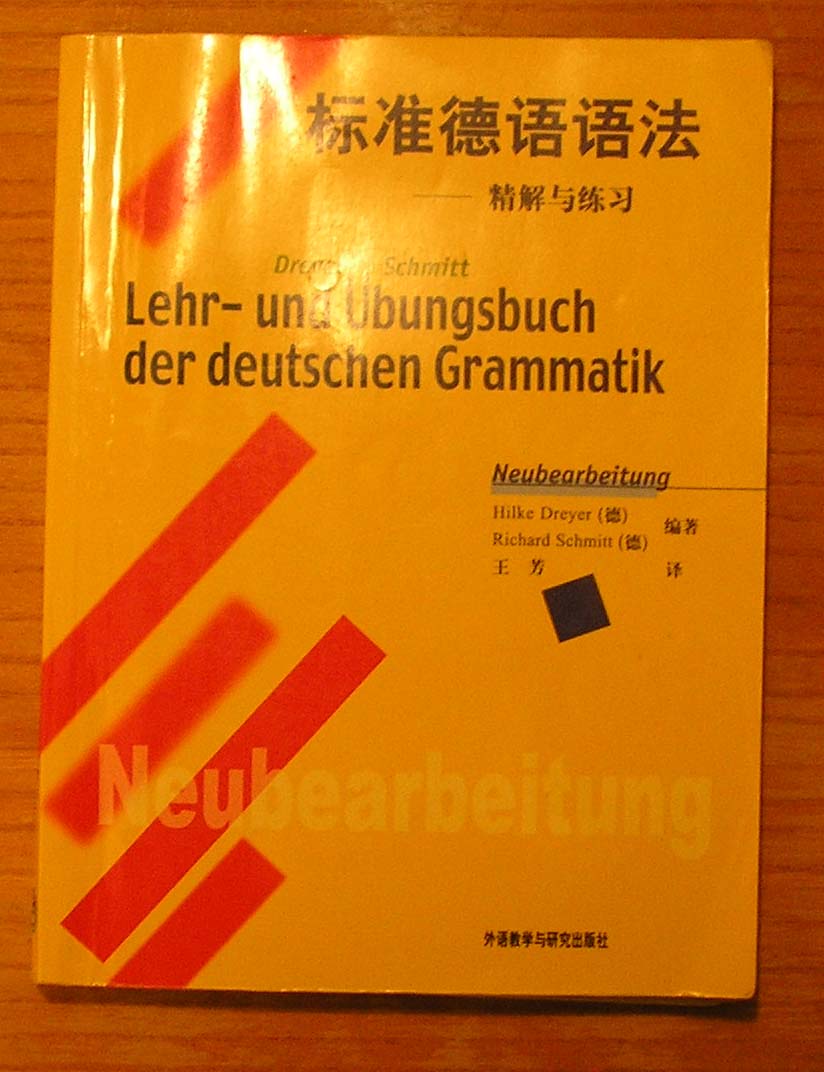 标准德语语法
—— 精解与练习
Schmitt
Lehr- und Übungsbuch
der deutschen Grammatik
Neubearbeitung
Hilke Dreyer (德)
Richard Schmitt (德) 编著
王 芳 译
Neubearbeitung
外语教学与研究出版社